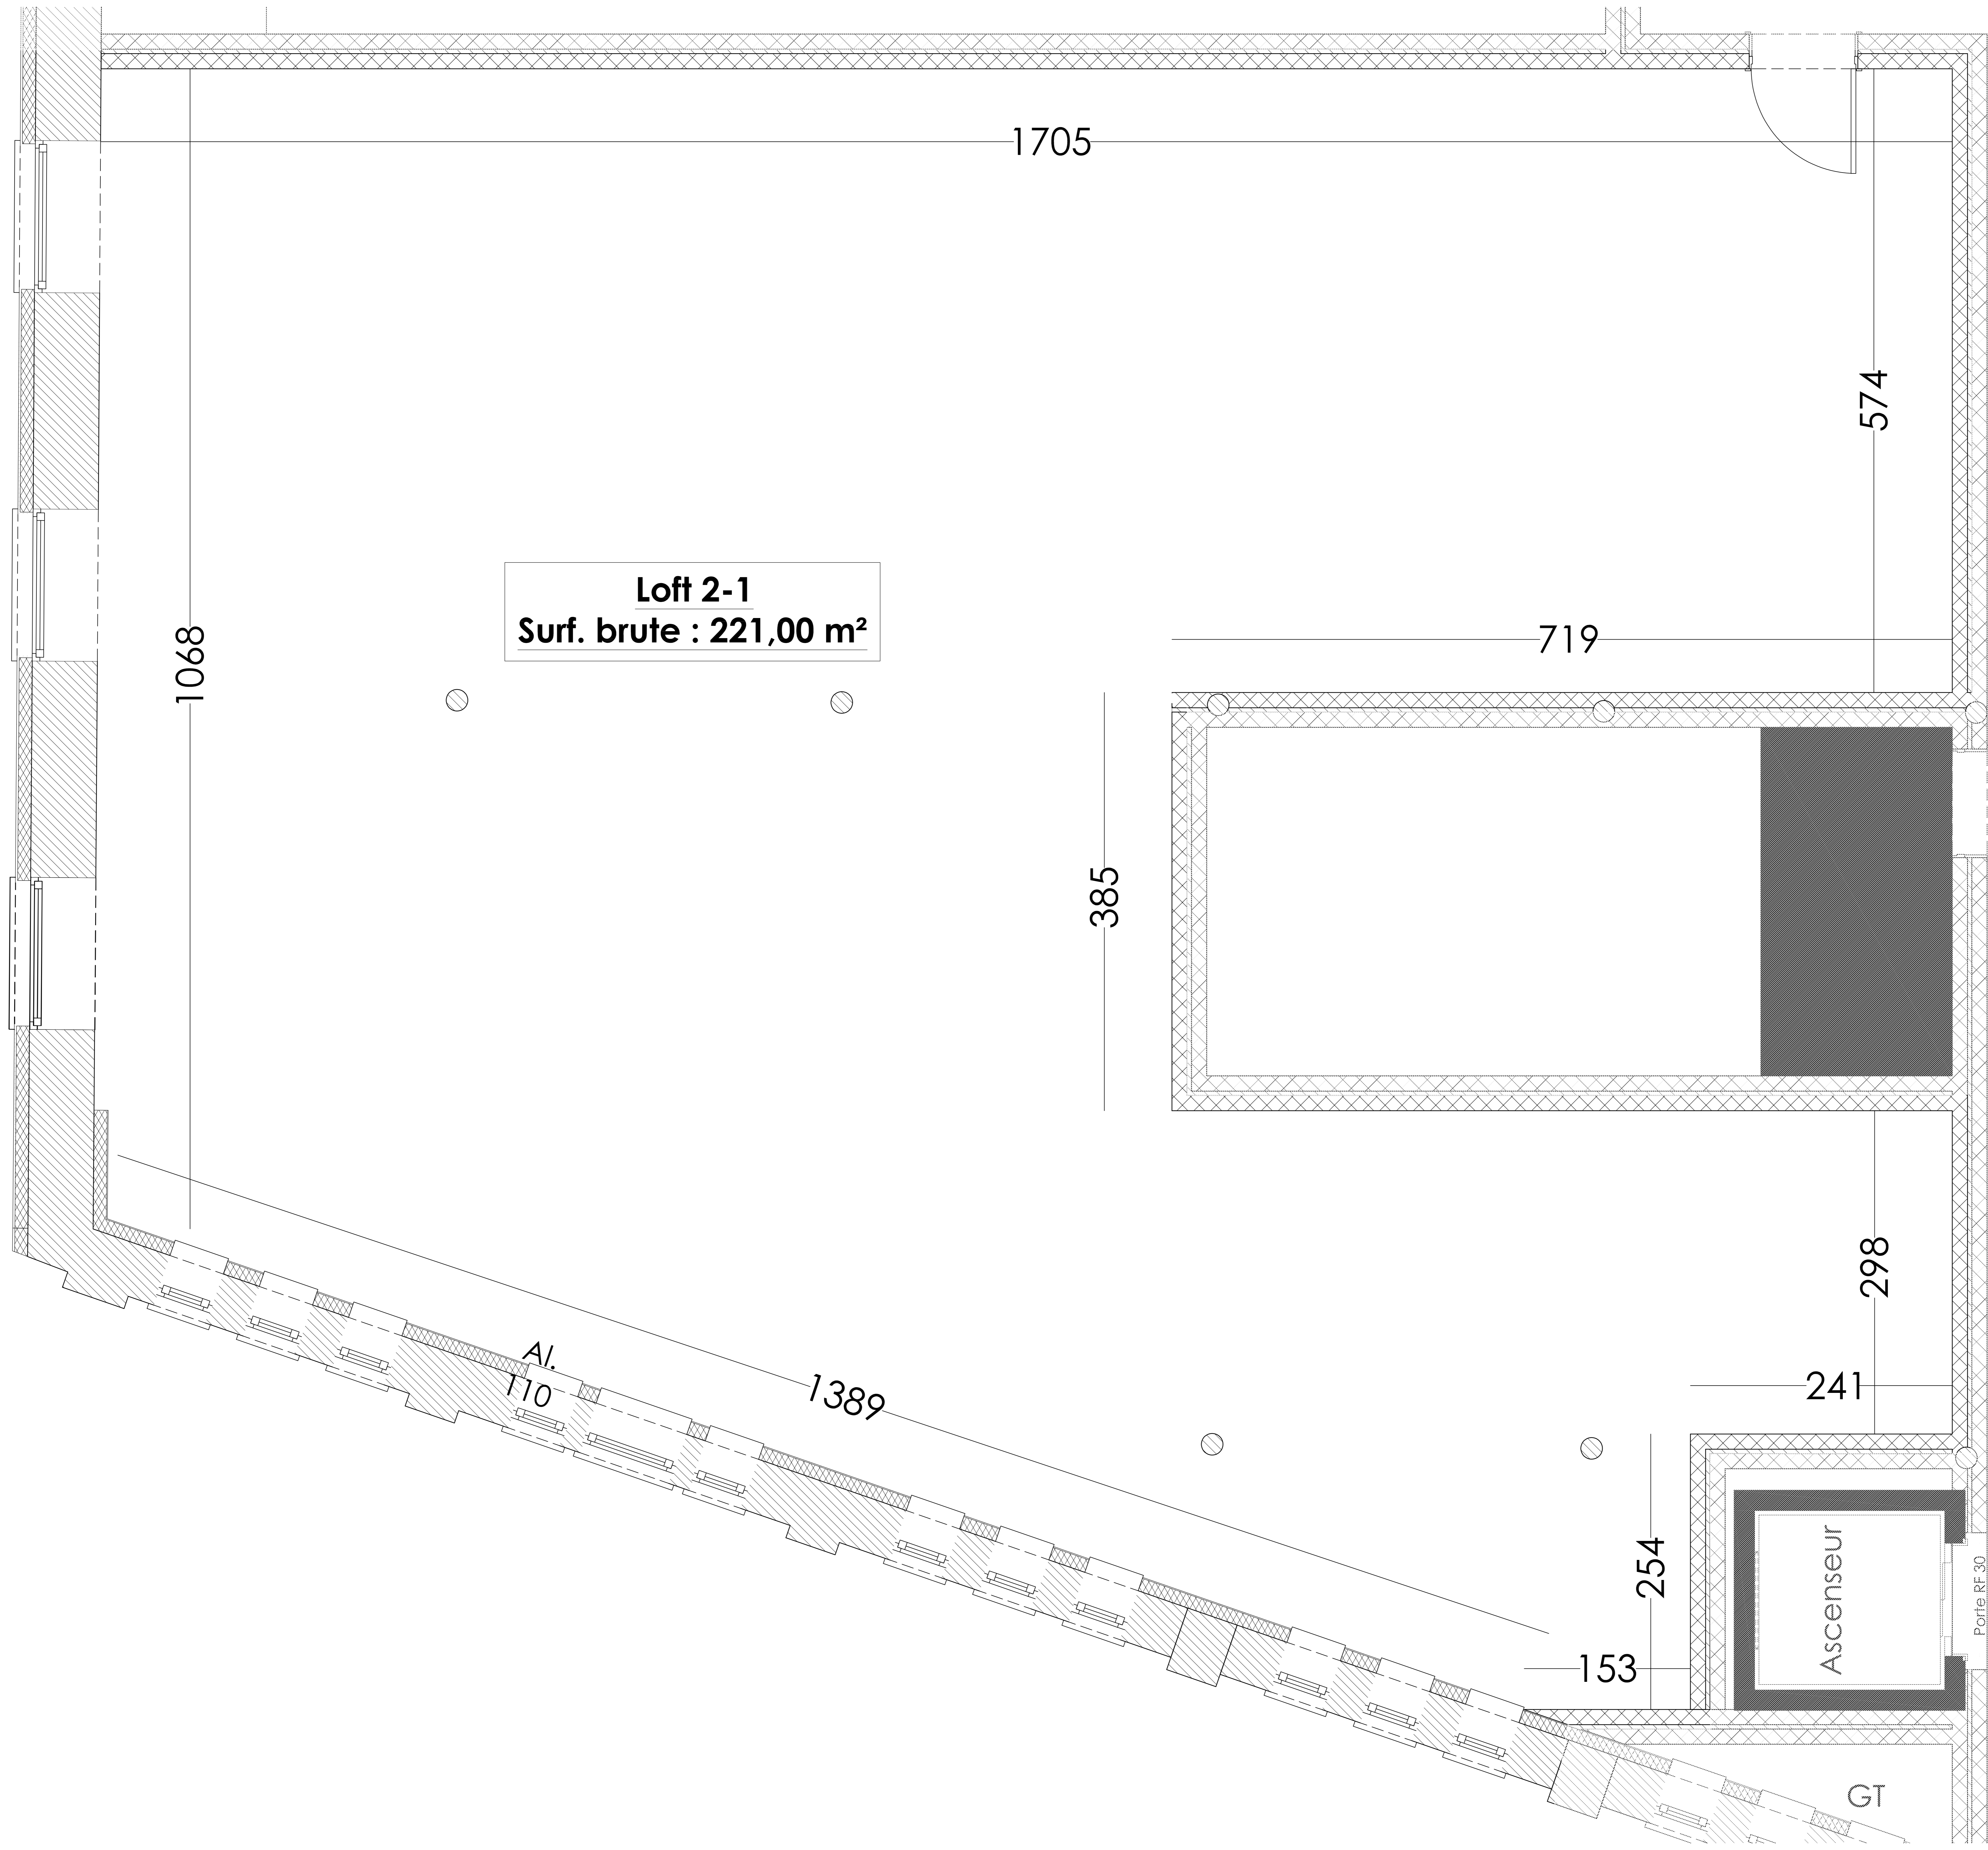 1705
574
Loft 2-1
Surf. brute : 221,00 m²
1068
719
385
298
Al.
110
1389
241
254
Ascenseur
Porte RF 30
153
GT